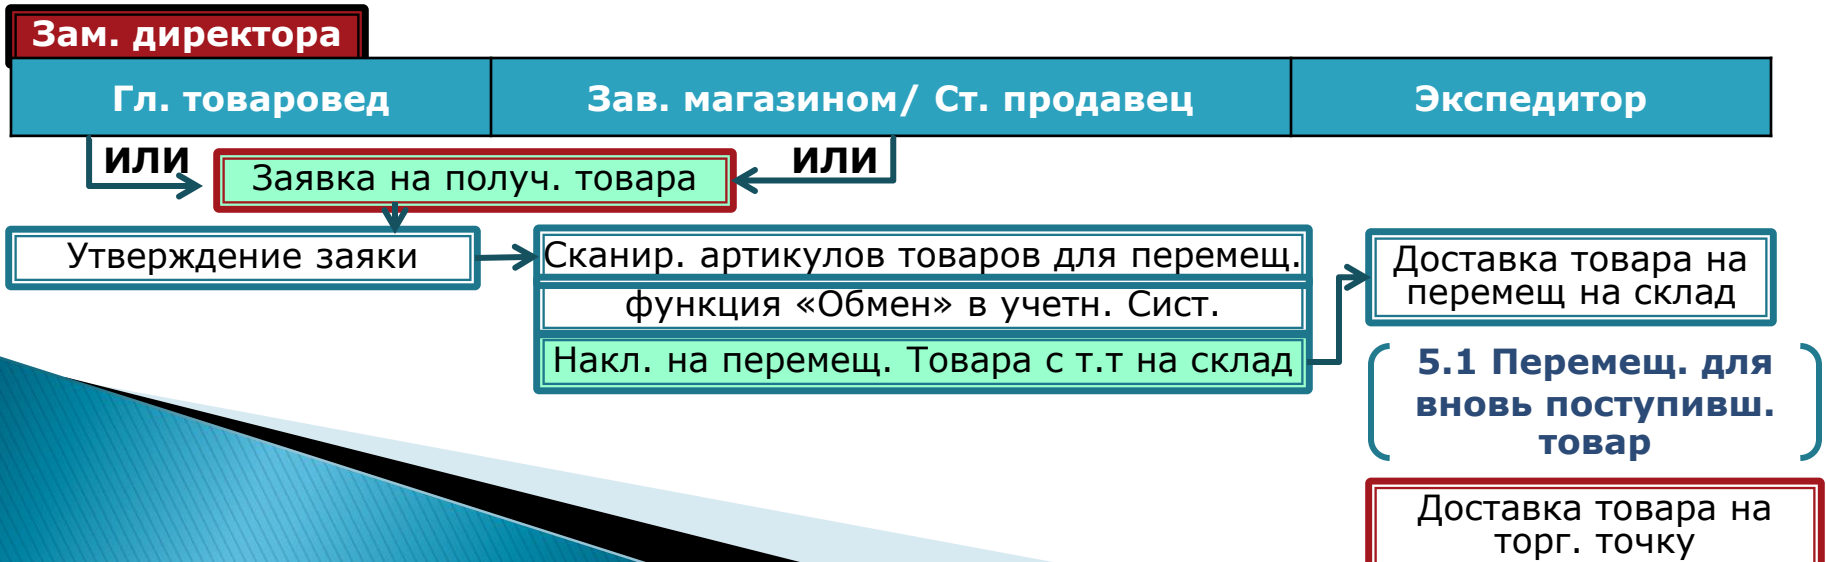 Зам. директора
Гл. товаровед
Зав. магазином/ Ст. продавец
Экспедитор
ИЛИ
ИЛИ
Заявка на получ. товара
Утверждение заяки
Сканир. артикулов товаров для перемещ.
функция «Обмен» в учетн. Сист.
Накл. на перемещ. Товара с т.т на склад
Доставка товара на
перемещ на склад
5.1 Перемещ. для
вновь поступивш.
товар
Доставка товара на
торг. точку